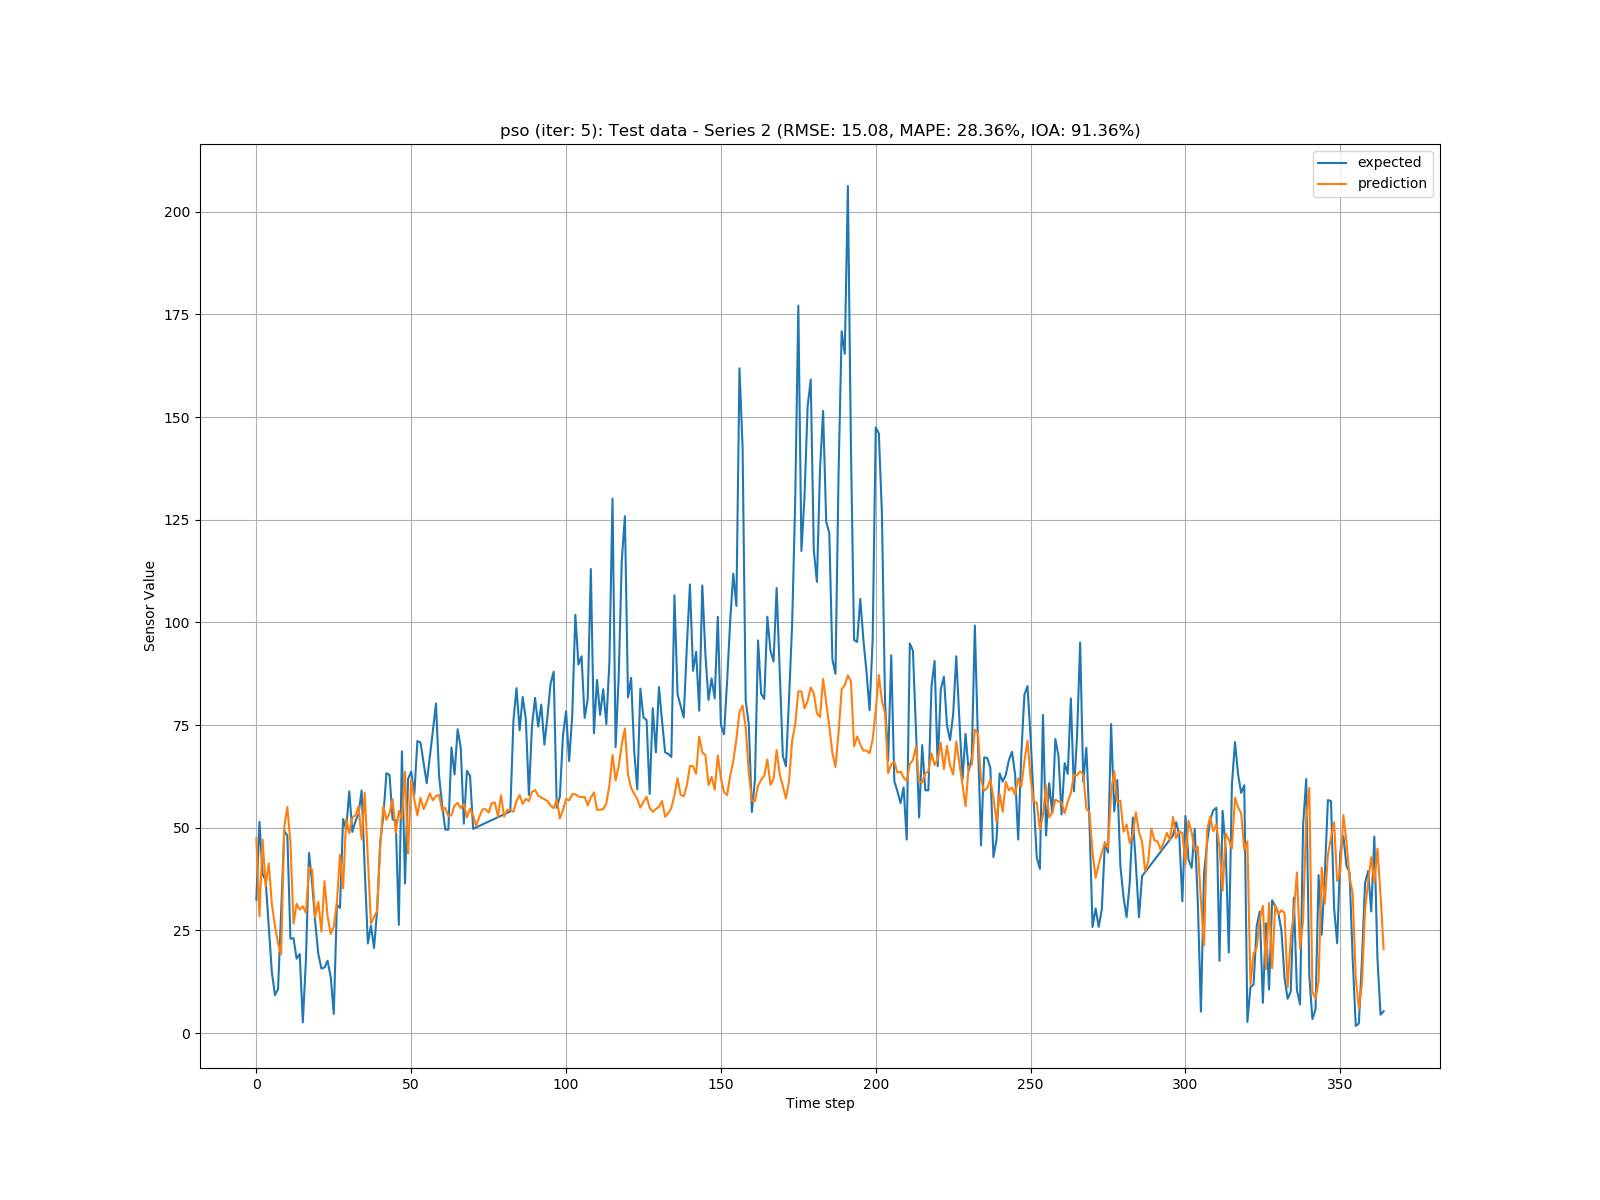 pso (iter: 5): Test data - Series 2 (RMSE: 15.08, MAPE: 28.36%, IOA: 91.36%)
expected
prediction
200
175
150
125
100
75
50
25
0
Sensor Value
0 50 100 150 200 250 300 350
Time step